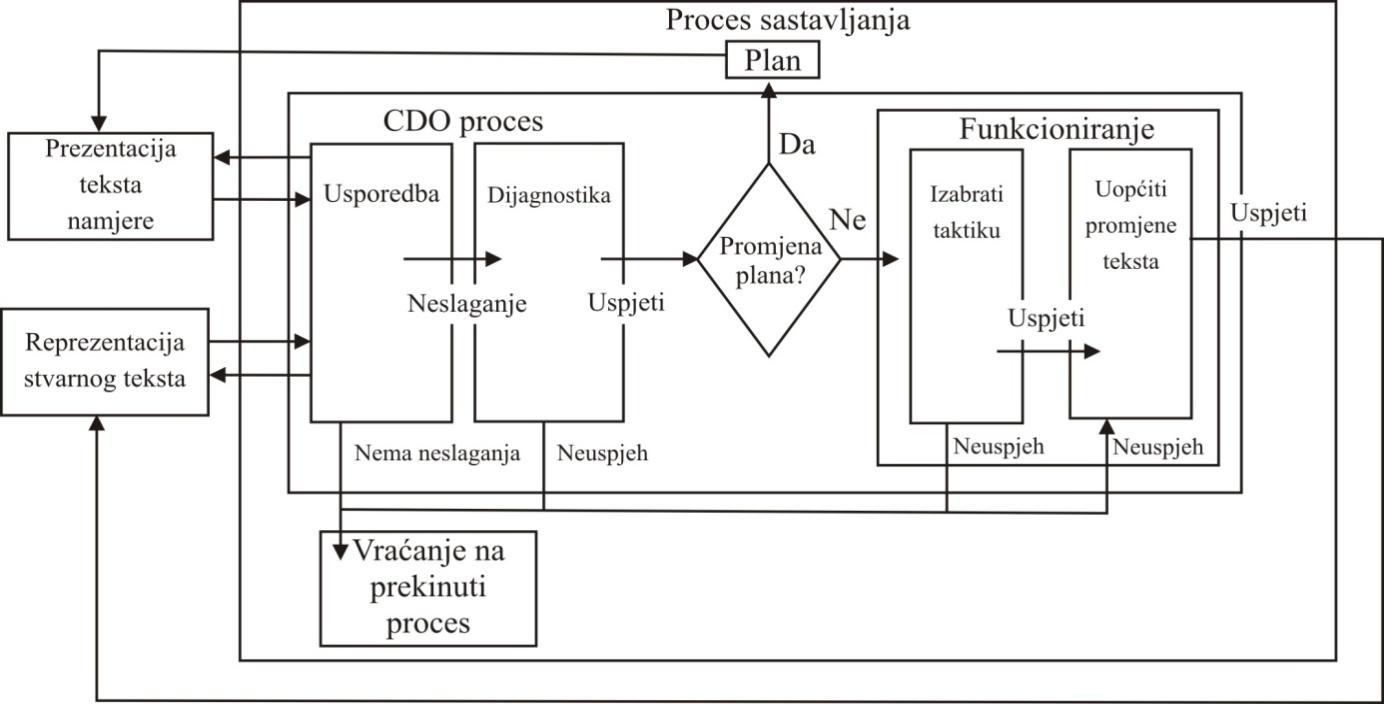 Proces sastavljanja
Plan
CDO proces
Da
Funkcioniranje
Prezentacija
teksta
namjere
Usporedba
Dijagnostika
Promjena
plana?
Ne
Izabrati
taktiku
Uopćiti
promjene
teksta
Uspjeti
Neslaganje
Uspjeti
Uspjeti
Reprezentacija
stvarnog teksta
Nema neslaganja
Neuspjeh
Neuspjeh
Neuspjeh
Vraćanje na
prekinuti
proces